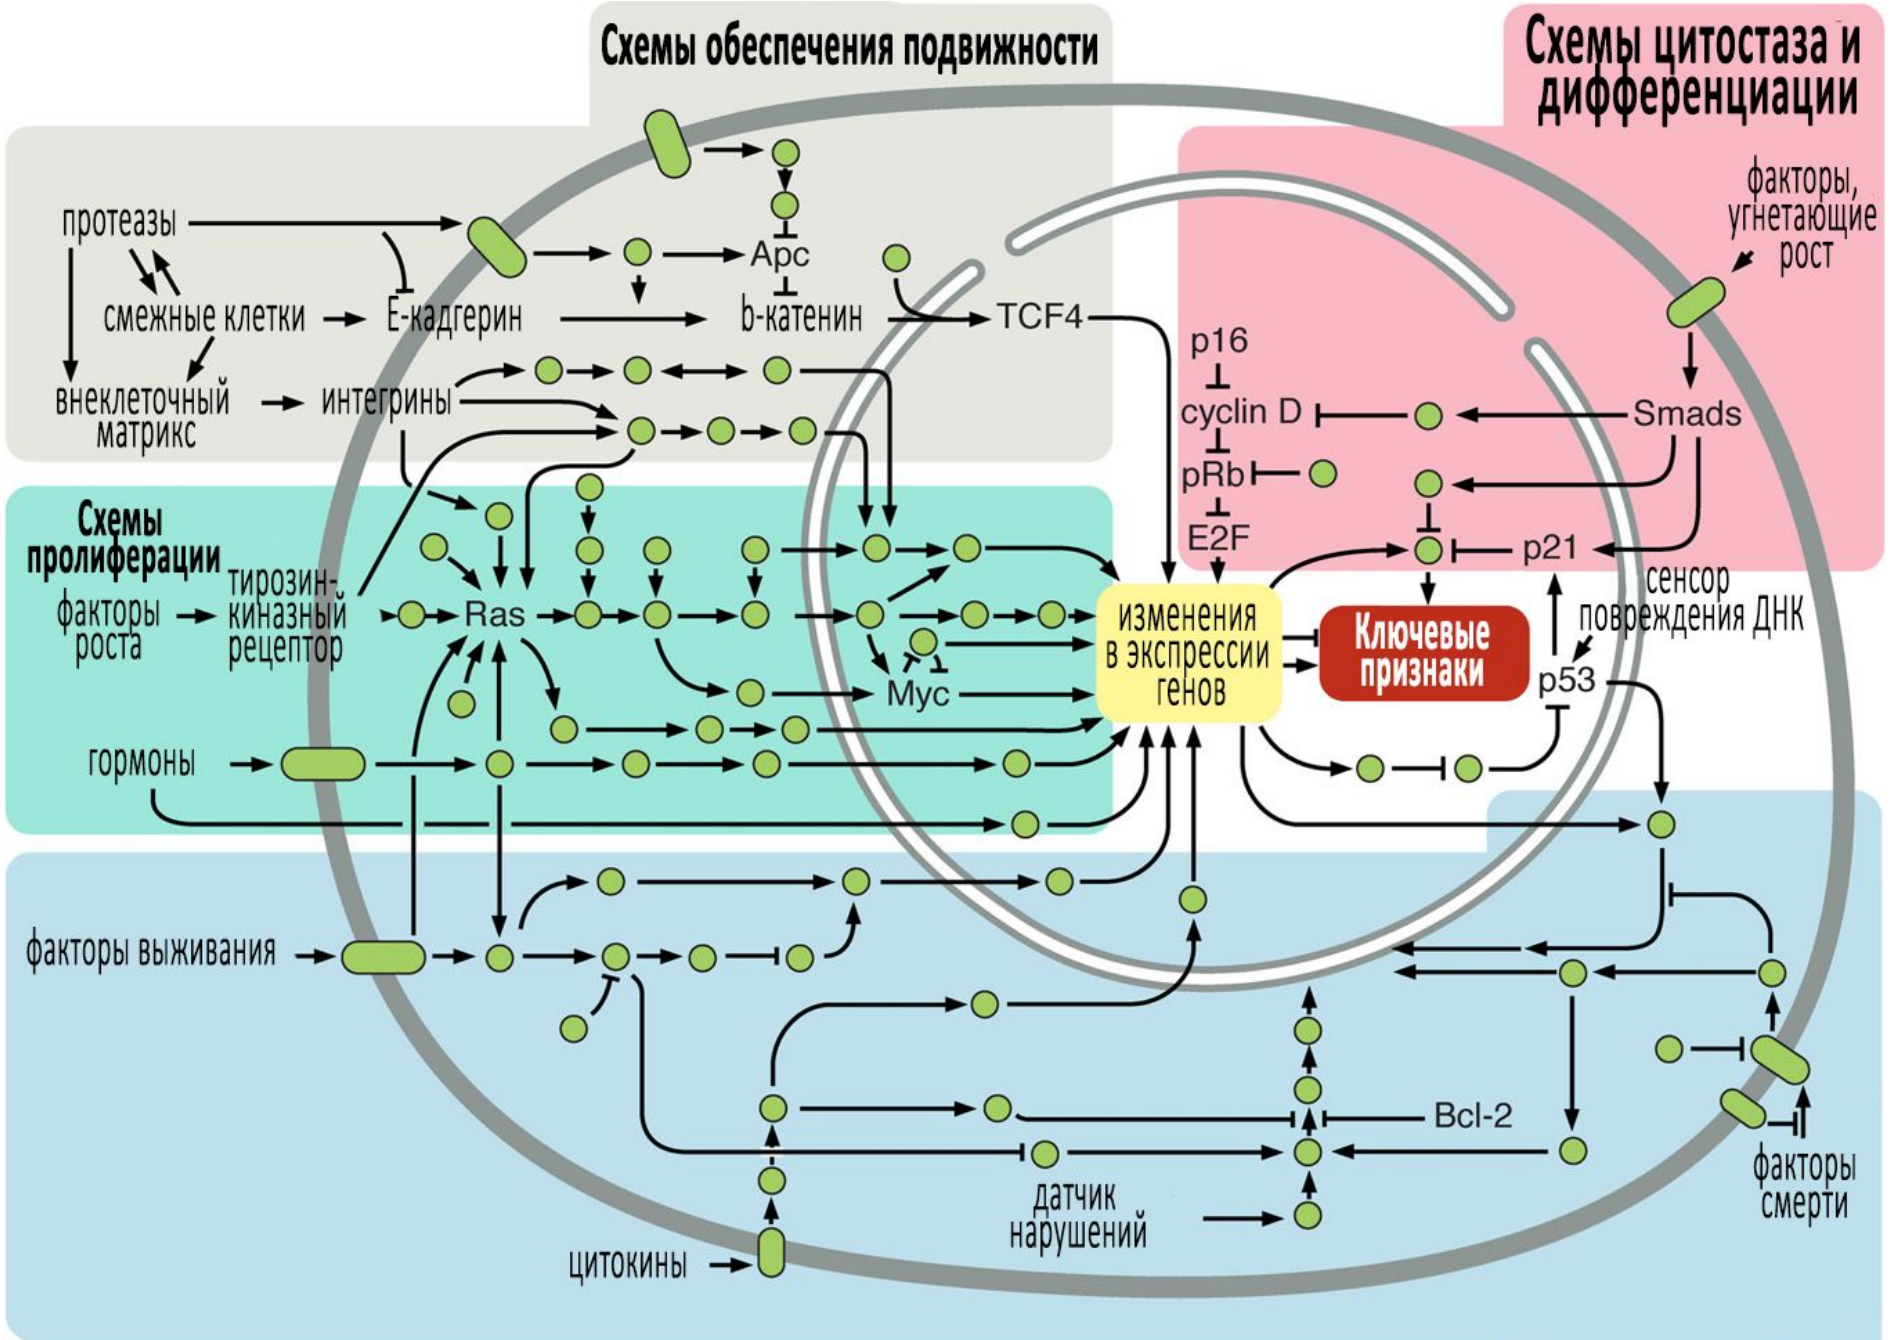 Схемы обеспечения подвижности
Схемы цитостаза и
дифференциации
факторы,
угнетающие
рост
протеазы
Apc
смежные клетки
Е-кадгерин
b-катенин
TCF4
внеклеточный
матрикс
интегрины
p16
cyclin D
Smads
pRb
E2F
p21
Схемы
пролиферации
факторы
роста
тирозин-
киназный
рецептор
Ras
Myc
изменения
в экспрессии
генов
Ключевые
признаки
сенсор
повреждения ДНК
p53
гормоны
факторы выживания
Bcl-2
датчик
нарушений
факторы
смерти
цитокины